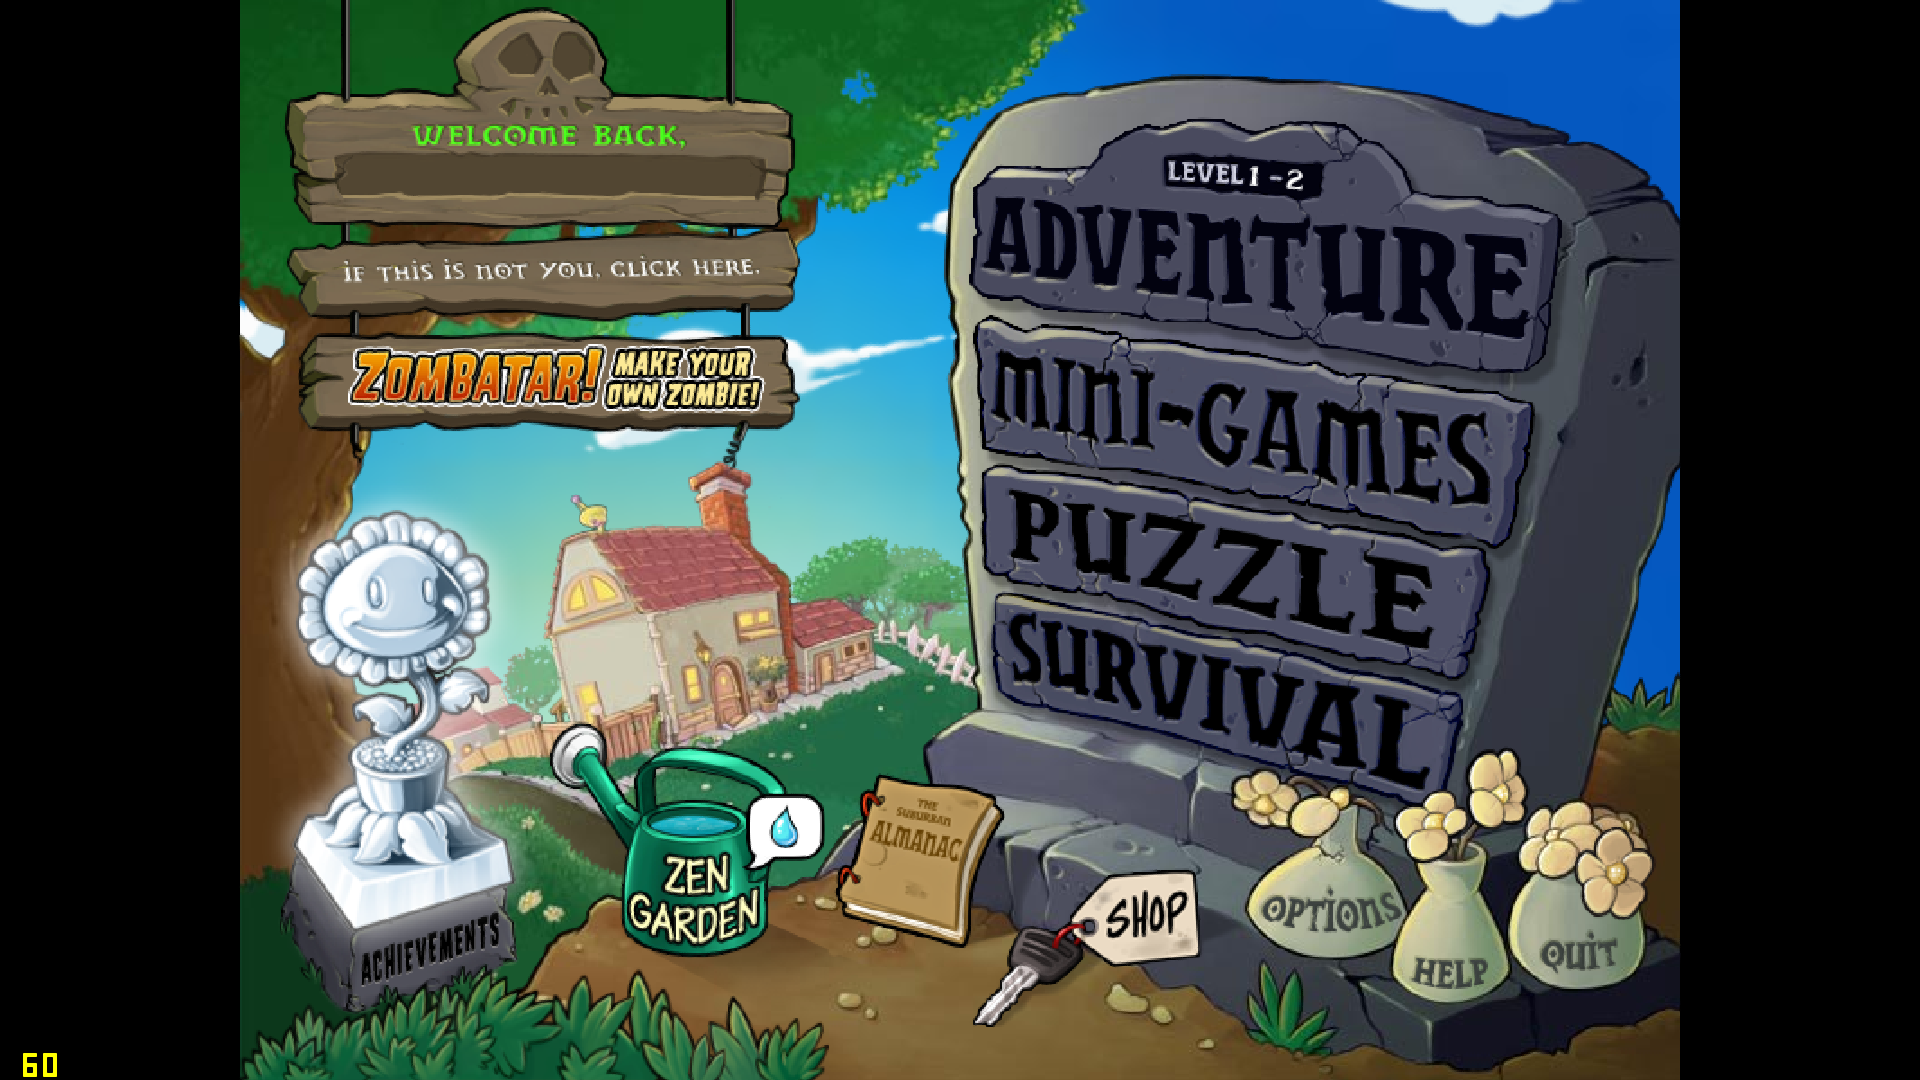 WELCOME BACK,
IF THIS IS NOT YOU, CLICK HERE.
ZOMBATAR! MAKE YOUR
OWN ZOMBIE!
LEVEL 1 - 2
ADVENTURE
MINI-GAMES
PUZZLE
SURVIVAL
ACHIEVEMENTS
ZEN
GARDEN
THE
SUBURBAN
ALMANAC
SHOP
OPTIONS
HELP
QUIT
60